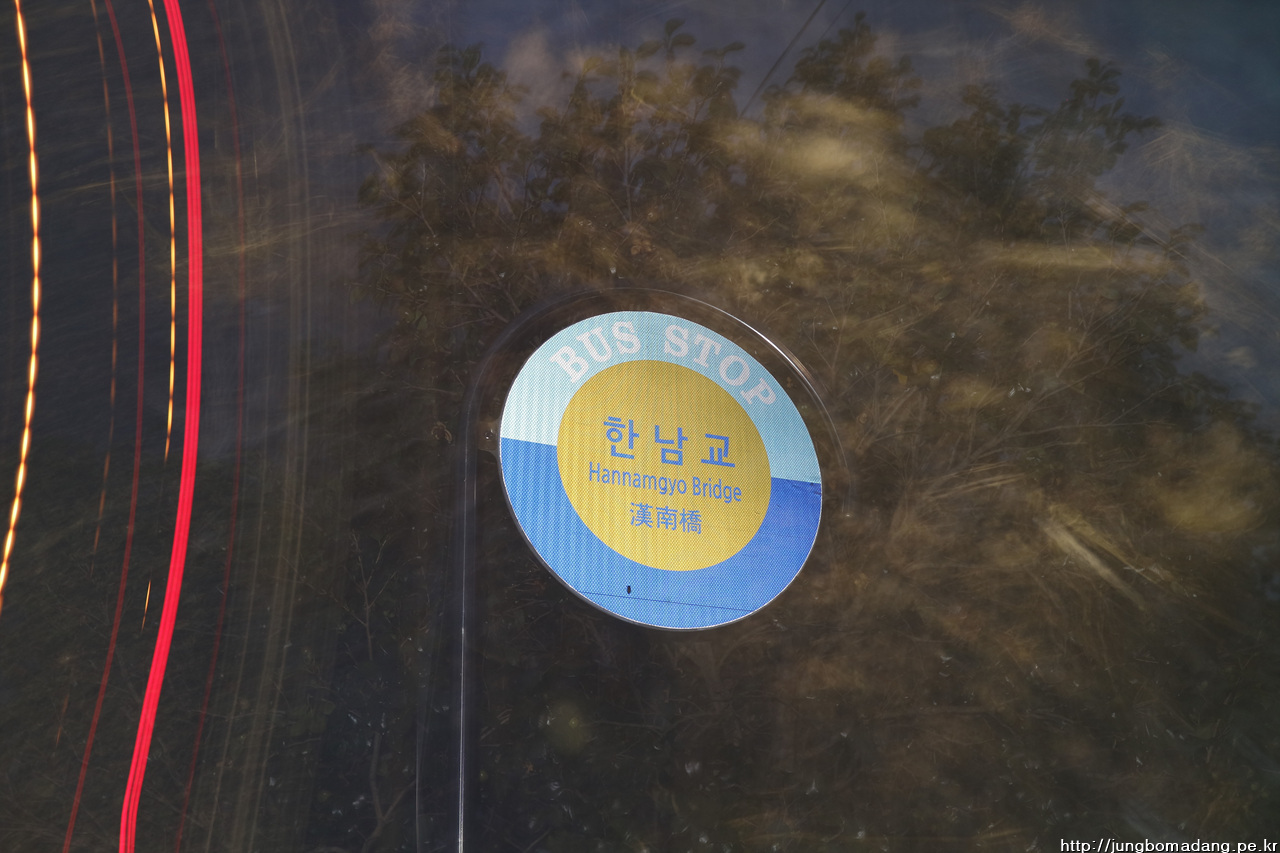 BUS STOP
한남교
Hannamgyo Bridge
漢南橋
http://jungbomadang.pe.kr